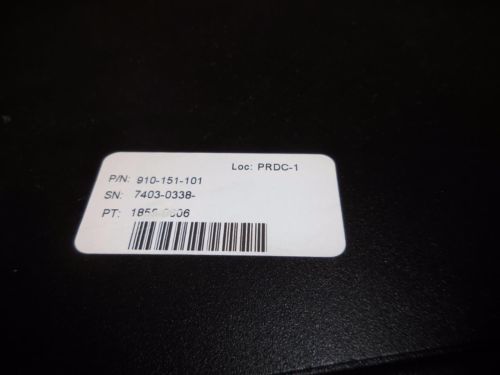 Loc: PRDC-1
P/N: 910-151-101
SN: 7403-0338-
PT: